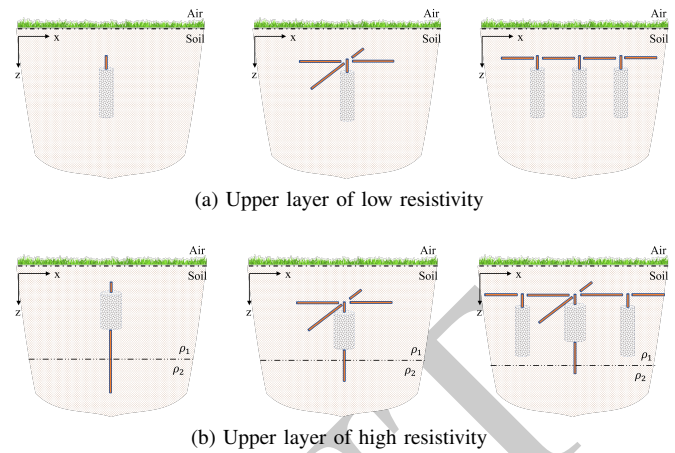 Air Air Air
Soil Soil Soil
x x x
z z z
(a) Upper layer of low resistivity
Air Air Air
Soil Soil Soil
x x x
z z z
ρ₁ ρ₁ ρ₁
ρ₂ ρ₂ ρ₂
(b) Upper layer of high resistivity